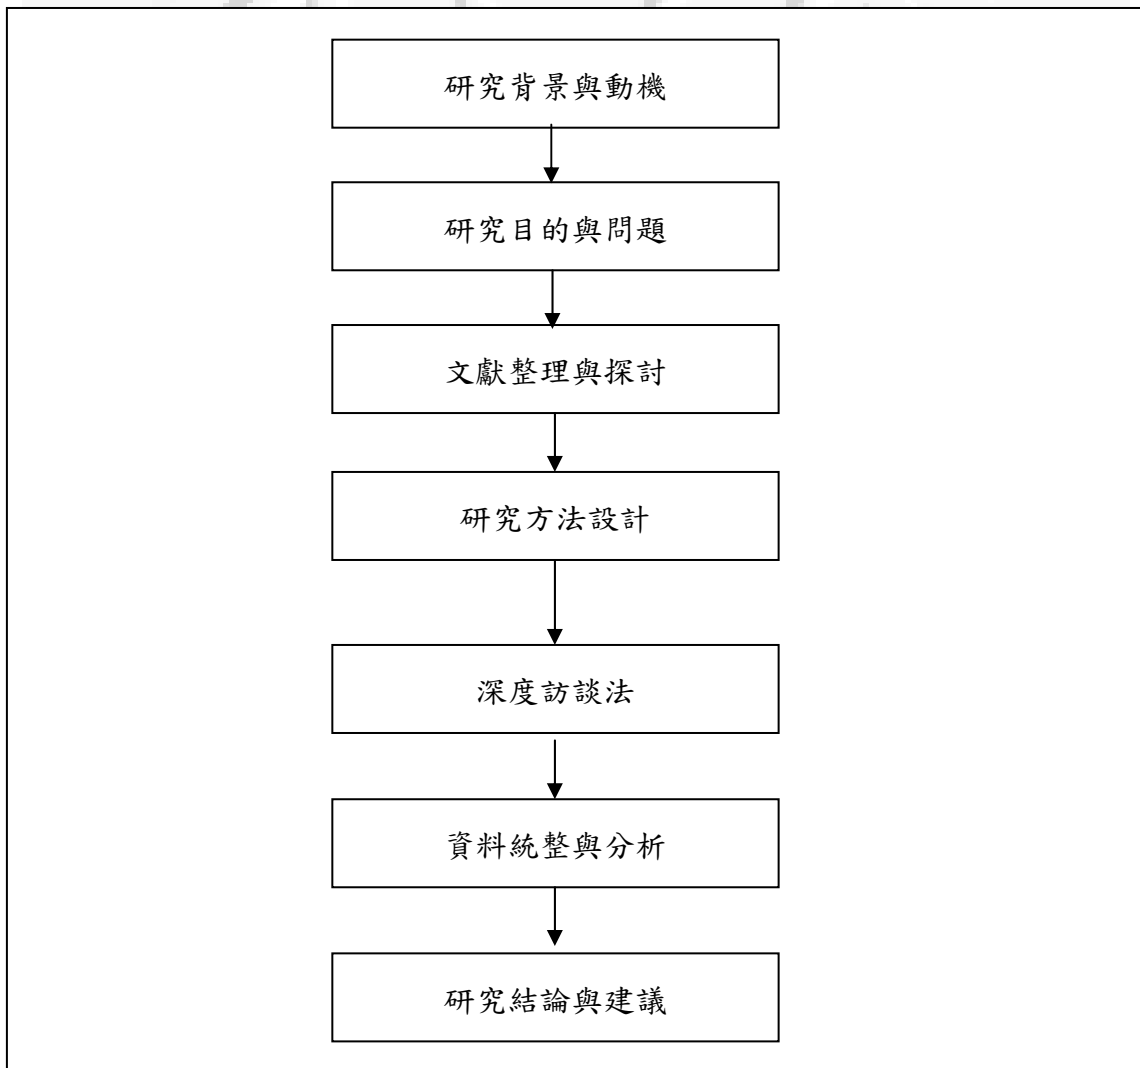 研究背景與動機
研究目的與問題
文獻整理與探討
研究方法設計
深度訪談法
資料統整與分析
研究結論與建議